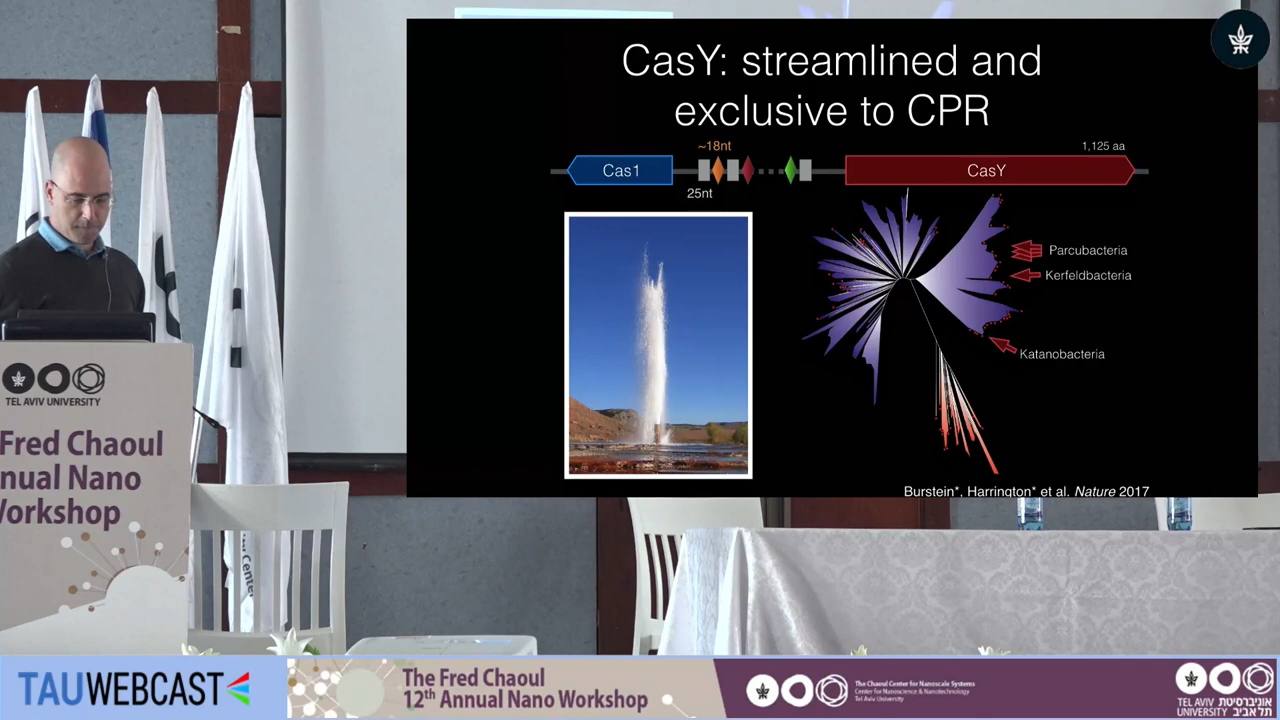 CasY: streamlined and
exclusive to CPR
~18nt
1,125 aa
Cas1
CasY
25nt
Parcubacteria
Kerfeldbacteria
Katanobacteria
Burstein*, Harrington* et al. Nature 2017
TEL AVIV UNIVERSITY
Fred Chaoul
nual Nano
Workshop
Center
TAUWEBCAST
The Fred Chaoul
12th Annual Nano Workshop
The Chaoul Center for Nanoscale Systems
Center for Nanoscience & Nanotechnology
Tel Aviv University
TEL AVIV אוניברסיטת
UNIVERSITY תל אביב